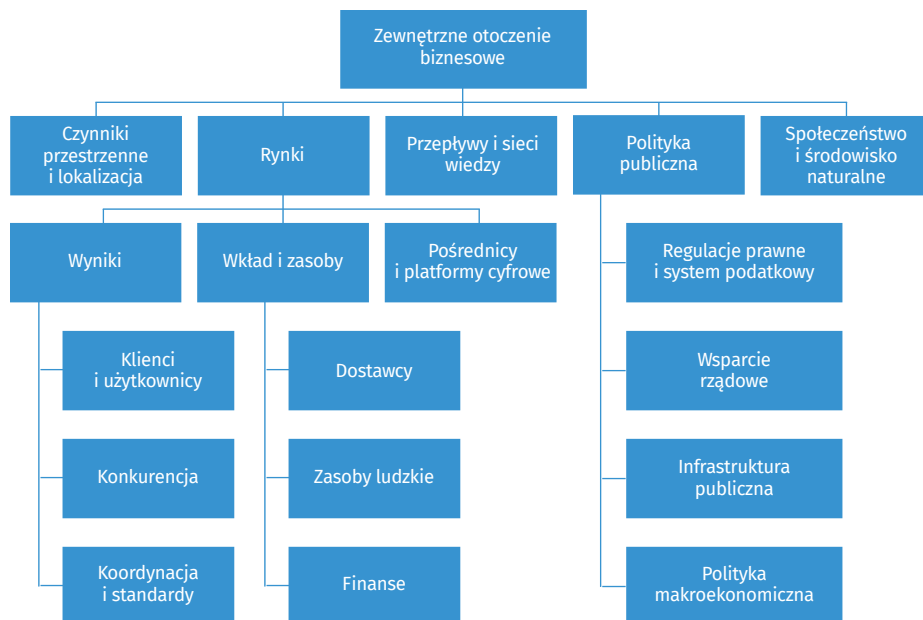 Zewnętrzne otoczenie
biznesowe
Czynniki
przestrzenne
i lokalizacja
Rynki
Przepływy i sieci
wiedzy
Polityka
publiczna
Społeczeństwo
i środowisko
naturalne
Wyniki
Wkład i zasoby
Pośrednicy
i platformy cyfrowe
Regulacje prawne
i system podatkowy
Klienci
i użytkownicy
Dostawcy
Wsparcie
rządowe
Konkurencja
Zasoby ludzkie
Infrastruktura
publiczna
Koordynacja
i standardy
Finanse
Polityka
makroekonomiczna